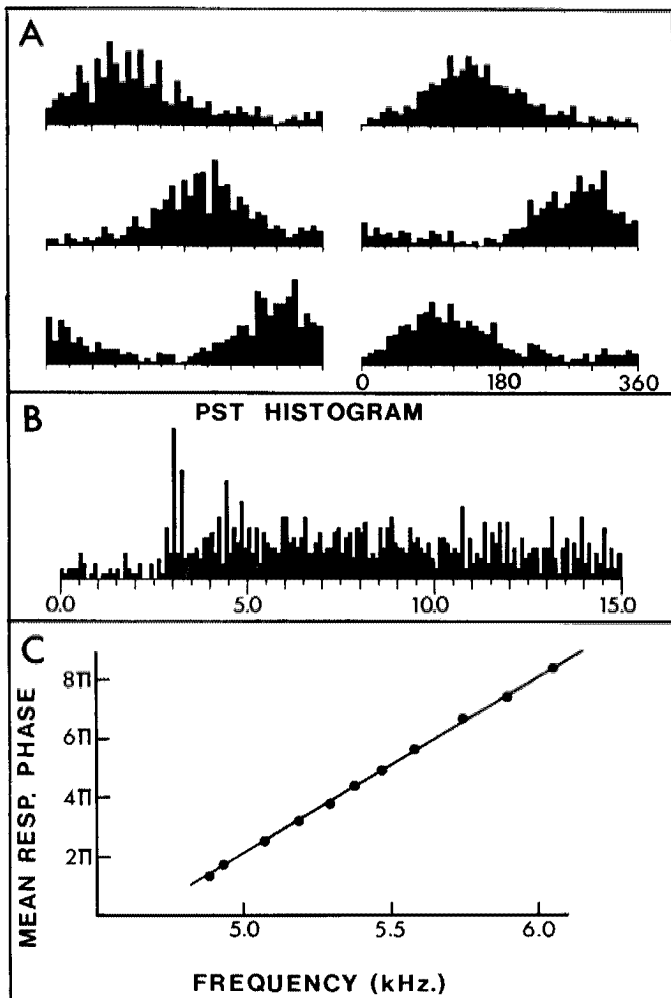 A
0 180 360
PST HISTOGRAM
B
0.0 5.0 10.0 15.0
C
8π
6π
4π
2π
MEAN RESP. PHASE
5.0 5.5 6.0
FREQUENCY (kHz.)